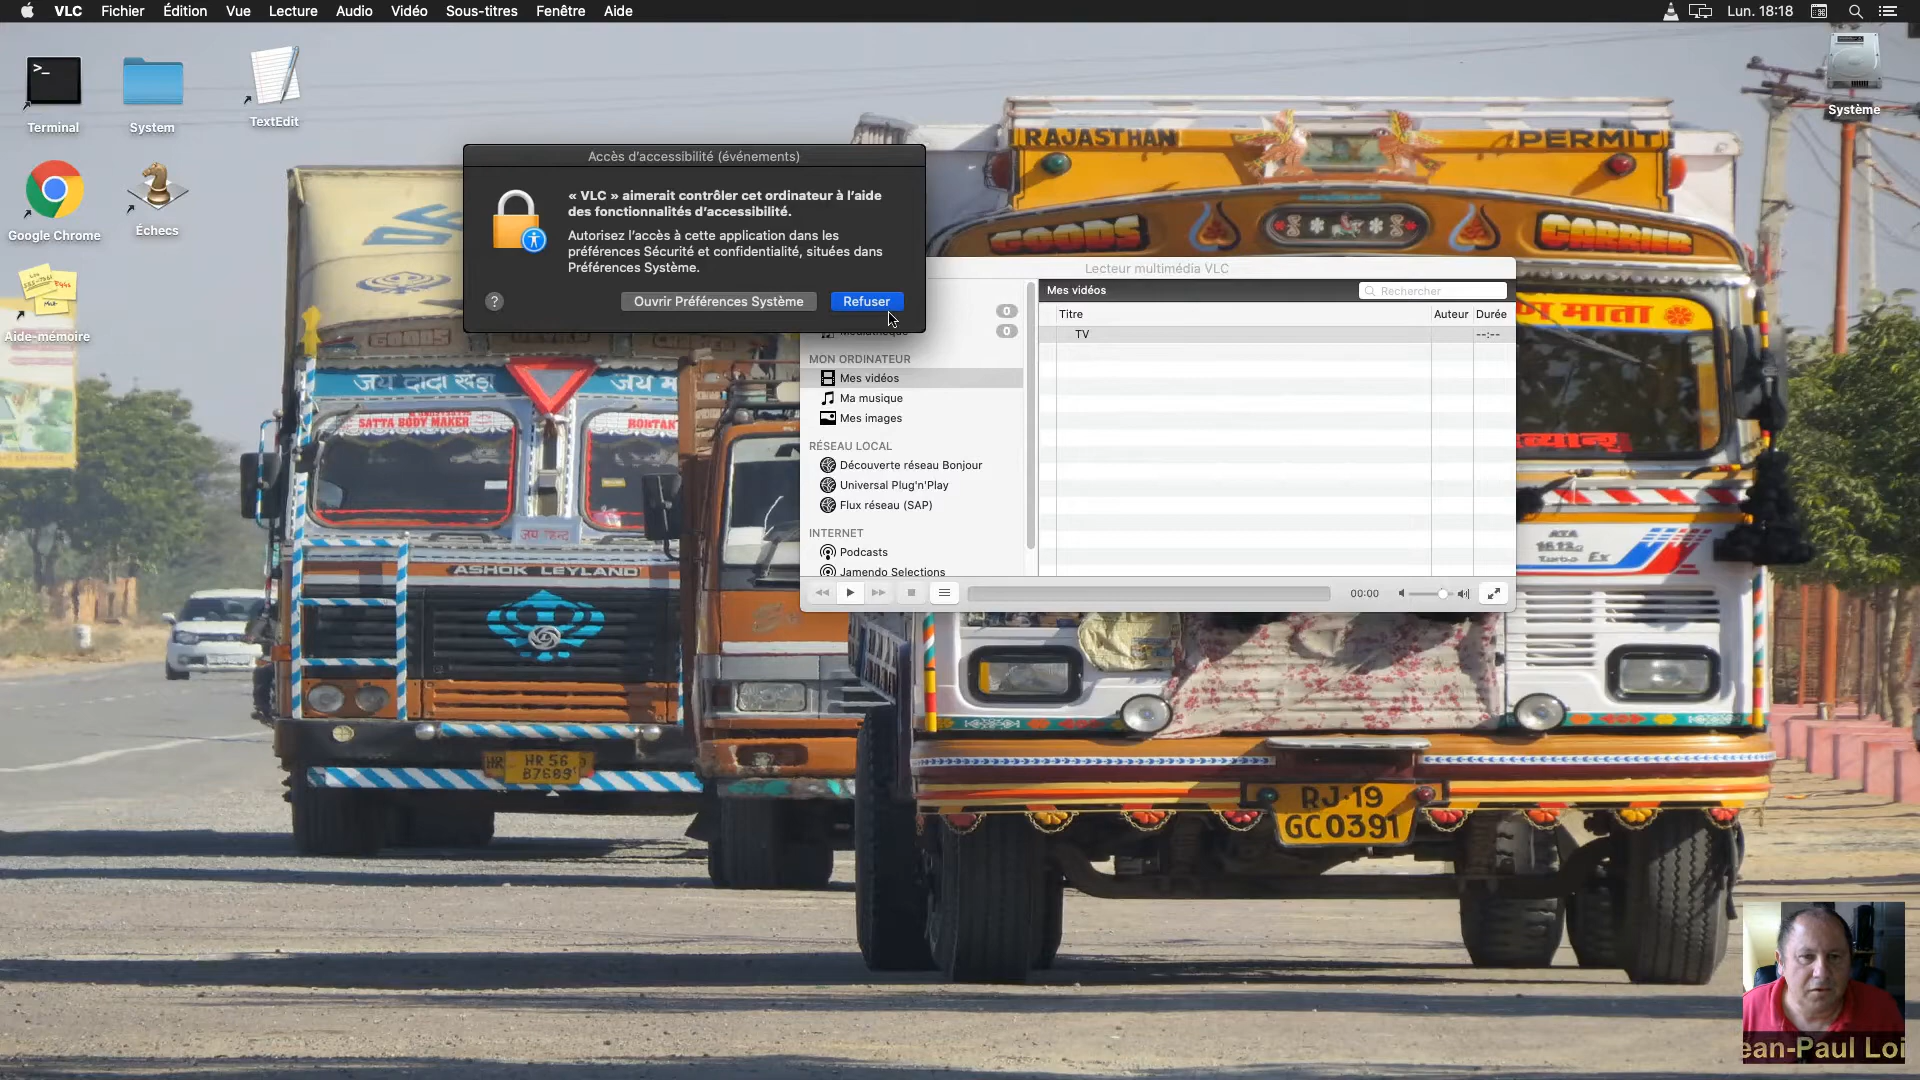 VLC Fichier Édition Vue Lecture Audio Vidéo Sous-titres Fenêtre Aide Lun. 18:18
Terminal
System
TextEdit
Google Chrome
Échecs
Aide-mémoire
Système
Accès d'accessibilité (événements)
« VLC » aimerait contrôler cet ordinateur à l'aide
des fonctionnalités d'accessibilité.
Autorisez l'accès à cette application dans les
préférences Sécurité et confidentialité, situées dans
Préférences Système.
? Ouvrir Préférences Système Refuser
Lecteur multimédia VLC
Mes vidéos Rechercher
Titre Auteur Durée
TV --:--
0
0
MON ORDINATEUR
Mes vidéos
Ma musique
Mes images
RÉSEAU LOCAL
Découverte réseau Bonjour
Universal Plug'n'Play
Flux réseau (SAP)
INTERNET
Podcasts
Jamendo Selections
00:00
RAJASTHAN PERMIT
GOODS CARRIER
SATTA BODY MAKER
ASHOK LEYLAND
HR 56
RJ-19
GC0391
ean-Paul Loi